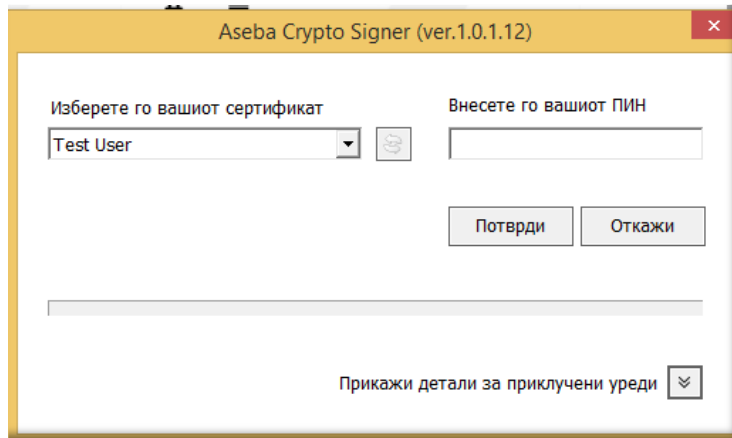 Aseba Crypto Signer (ver.1.0.1.12)
Изберете го вашиот сертификат
Внесете го вашиот ПИН
Test User
Потврди
Откажи
Прикажи детали за приклучени уреди